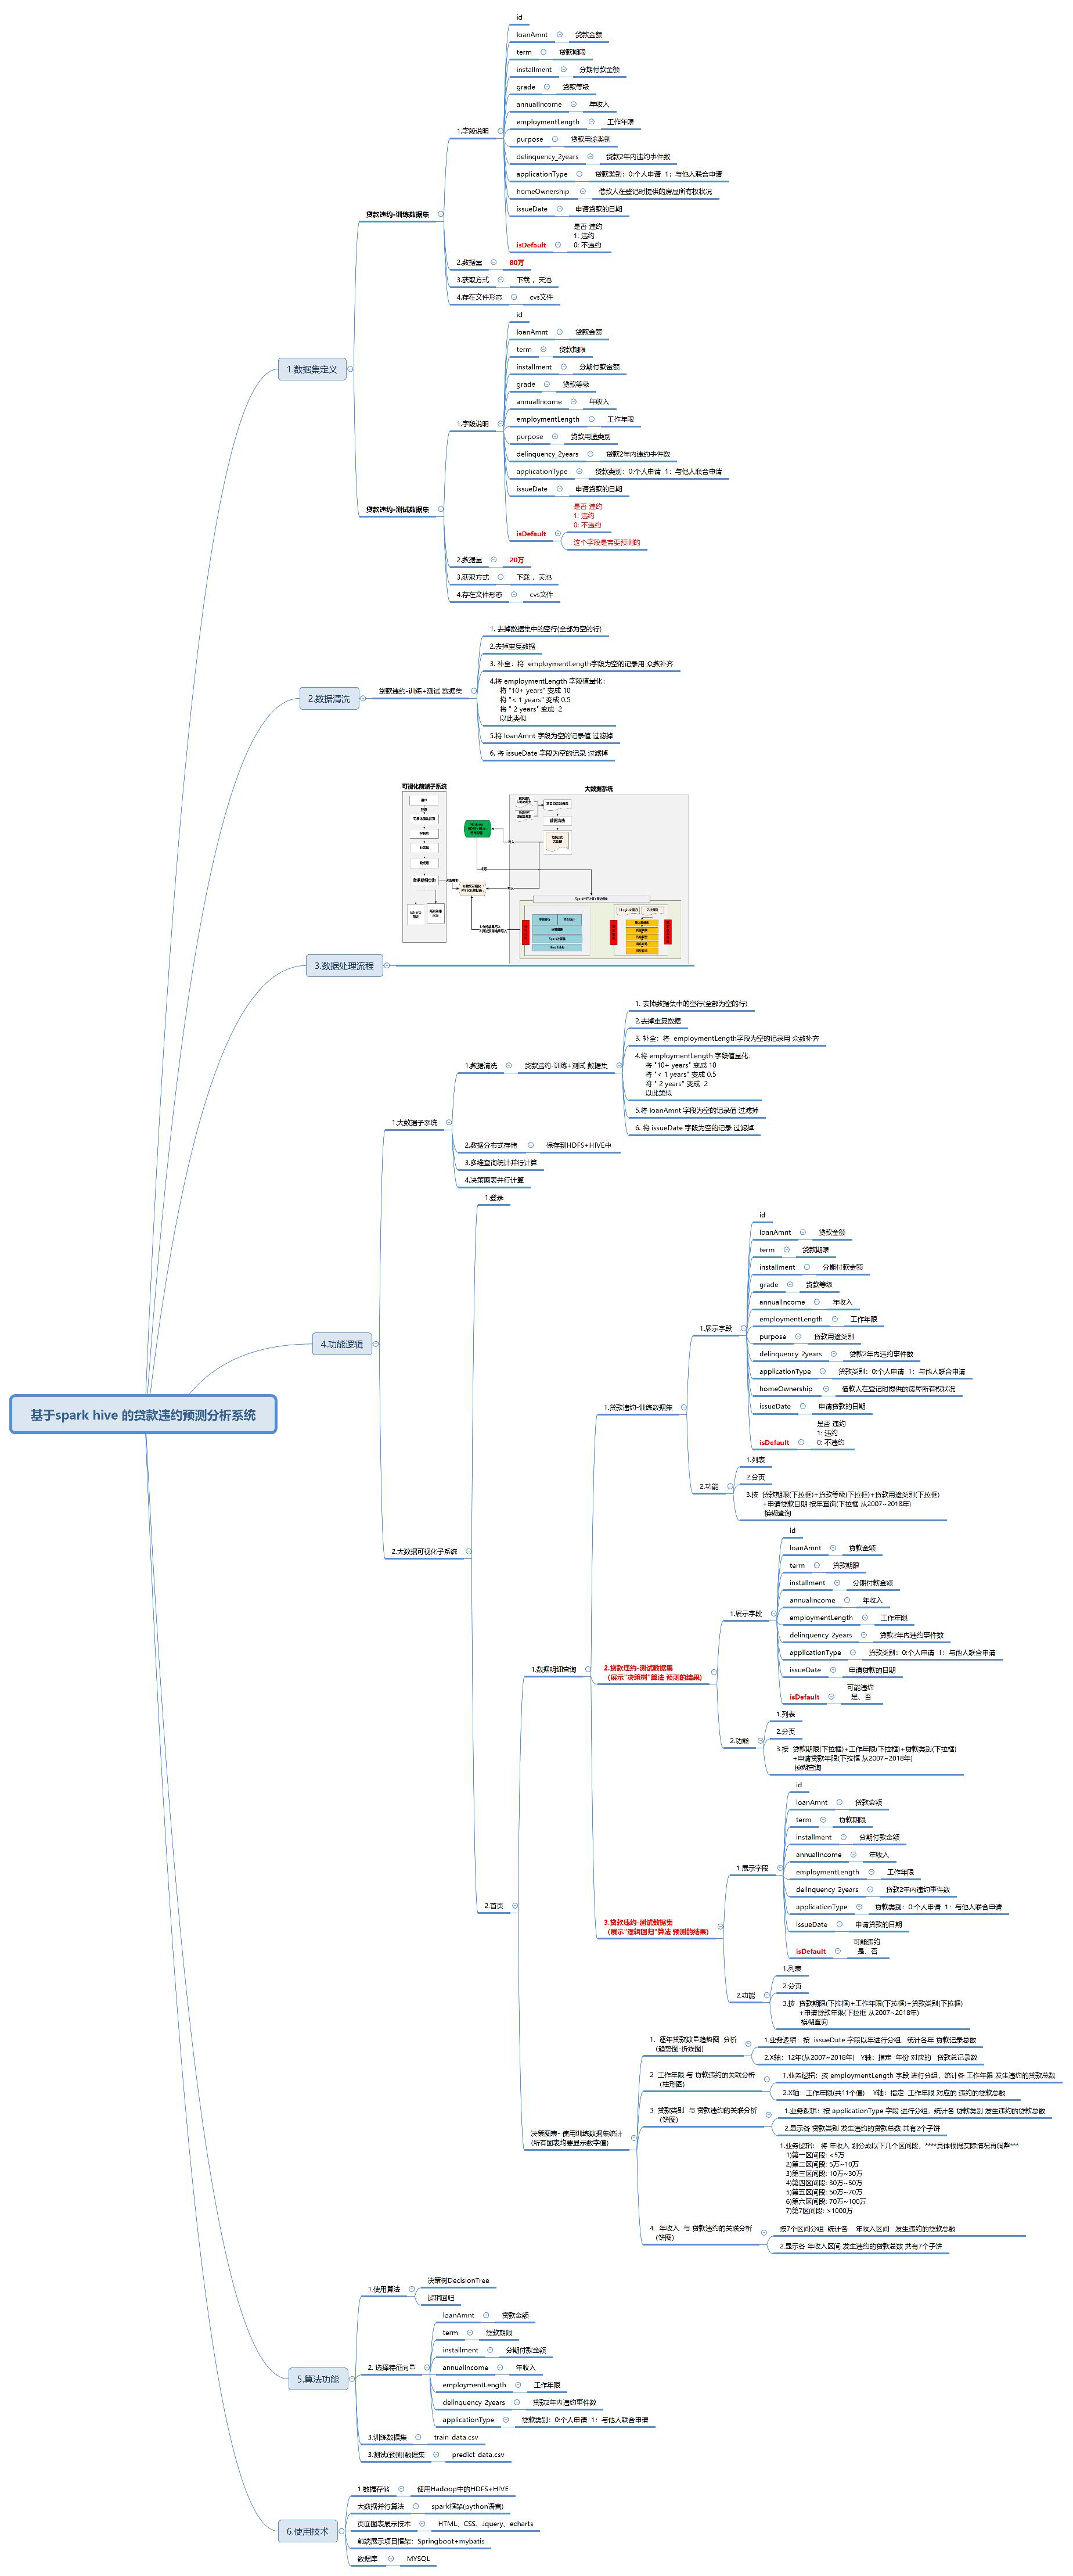 基于spark hive 的贷款违约预测分析系统
1.数据集定义
贷款违约-训练数据集
1.字段说明
id
loanAmnt 贷款金额
term 贷款期限
installment 分期付款金额
grade 贷款等级
annualIncome 年收入
employmentLength 工作年限
purpose 贷款用途类别
delinquency_2years 贷款2年内违约事件数
applicationType 贷款类别：0:个人申请 1：与他人联合申请
homeOwnership 借款人在登记时提供的房屋所有权状况
issueDate 申请贷款的日期
isDefault
是否 违约
1: 违约
0: 不违约
2.数据量 80万
3.获取方式 下载 ，天池
4.存在文件形态 cvs文件
贷款违约-测试数据集
1.字段说明
id
loanAmnt 贷款金额
term 贷款期限
installment 分期付款金额
grade 贷款等级
annualIncome 年收入
employmentLength 工作年限
purpose 贷款用途类别
delinquency_2years 贷款2年内违约事件数
applicationType 贷款类别：0:个人申请 1：与他人联合申请
issueDate 申请贷款的日期
isDefault
是否 违约
1: 违约
0: 不违约
这个字段是需要预测的
2.数据量 20万
3.获取方式 下载 ，天池
4.存在文件形态 cvs文件
2.数据清洗
贷款违约-训练+测试 数据集
1. 去掉数据集中的空行(全部为空的行)
2.去掉重复数据
3. 补全：将 employmentLength字段为空的记录用 众数补齐
4.将 employmentLength 字段值量化：
将 "10+ years" 变成 10
将 "< 1 years" 变成 0.5
将 " 2 years" 变成 2
以此类似
5.将 loanAmnt 字段为空的记录值 过滤掉
6. 将 issueDate 字段为空的记录 过滤掉
3.数据处理流程
可视化前端子系统
大数据系统
4.功能逻辑
1.大数据子系统
1.数据清洗
贷款违约-训练+测试 数据集
1. 去掉数据集中的空行(全部为空的行)
2.去掉重复数据
3. 补全：将 employmentLength字段为空的记录用 众数补齐
4.将 employmentLength 字段值量化：
将 "10+ years" 变成 10
将 "< 1 years" 变成 0.5
将 " 2 years" 变成 2
以此类似
5.将 loanAmnt 字段为空的记录值 过滤掉
6. 将 issueDate 字段为空的记录 过滤掉
2.数据分布式存储 保存到HDFS+HIVE中
3.多维查询统计并行计算
4.决策图表并行计算
2.大数据可视化子系统
1.登录
2.首页
1.数据明细查询
1.贷款违约-训练数据集
1.展示字段
id
loanAmnt 贷款金额
term 贷款期限
installment 分期付款金额
grade 贷款等级
annualIncome 年收入
employmentLength 工作年限
purpose 贷款用途类别
delinquency 2years 贷款2年内违约事件数
applicationType 贷款类别：0:个人申请 1：与他人联合申请
homeOwnership 借款人在登记时提供的房屋所有权状况
issueDate 申请贷款的日期
isDefault
是否 违约
1: 违约
0: 不违约
2.功能
1.列表
2.分页
3.按 贷款期限(下拉框)+贷款等级(下拉框)+贷款用途类别(下拉框)
+申请贷款日期 按年查询(下拉框 从2007~2018年)
模糊查询
2.贷款违约-测试数据集
(展示"决策树"算法 预测的结果)
1.展示字段
id
loanAmnt 贷款金额
term 贷款期限
installment 分期付款金额
annualIncome 年收入
employmentLength 工作年限
delinquency 2years 贷款2年内违约事件数
applicationType 贷款类别：0:个人申请 1：与他人联合申请
issueDate 申请贷款的日期
isDefault
可能违约
是、否
2.功能
1.列表
2.分页
3.按 贷款期限(下拉框)+工作年限(下拉框)+贷款类别(下拉框)
+申请贷款年限(下拉框 从2007~2018年)
模糊查询
3.贷款违约-测试数据集
(展示"逻辑回归"算法 预测的结果)
1.展示字段
id
loanAmnt 贷款金额
term 贷款期限
installment 分期付款金额
annualIncome 年收入
employmentLength 工作年限
delinquency 2years 贷款2年内违约事件数
applicationType 贷款类别：0:个人申请 1：与他人联合申请
issueDate 申请贷款的日期
isDefault
可能违约
是、否
2.功能
1.列表
2.分页
3.按 贷款期限(下拉框)+工作年限(下拉框)+贷款类别(下拉框)
+申请贷款年限(下拉框 从2007~2018年)
模糊查询
决策图表- 使用训练数据集统计
(所有图表均要显示数字值)
1. 逐年贷款数量趋势图 分析
(趋势图-折线图)
1.业务逻辑：按 issueDate 字段以年进行分组，统计各年 贷款记录总数
2.X轴：12年(从2007~2018年) Y轴：指定 年份 对应的 贷款总记录数
2 工作年限 与 贷款违约的关联分析
(柱形图)
1.业务逻辑：按 employmentLength 字段 进行分组，统计各 工作年限 发生违约的贷款总数
2.X轴：工作年限(共11个值) Y轴：指定 工作年限 对应的 违约的贷款总数
3 贷款类别 与 贷款违约的关联分析
(饼图)
1.业务逻辑：按 applicationType 字段 进行分组，统计各 贷款类别 发生违约的贷款总数
2.显示各 贷款类别 发生违约的贷款总数 共有2个子饼
4. 年收入 与 贷款违约的关联分析
(饼图)
1.业务逻辑： 将 年收入 划分成以下几个区间段，****具体根据实际情况再调整****
1)第一区间段: <5万
2)第二区间段: 5万~10万
3)第三区间段: 10万~30万
4)第四区间段: 30万~50万
5)第五区间段: 50万~70万
6)第六区间段: 70万~100万
7)第7区间段: >1000万
按7个区间分组 统计各 年收入区间 发生违约的贷款总数
2.显示各 年收入区间 发生违约的贷款总数 共有7个子饼
5.算法功能
1.使用算法
决策树DecisionTree
逻辑回归
2. 选择特征向量
loanAmnt 贷款金额
term 贷款期限
installment 分期付款金额
annualIncome 年收入
employmentLength 工作年限
delinquency 2years 贷款2年内违约事件数
applicationType 贷款类别：0:个人申请 1：与他人联合申请
3.训练数据集 train data.csv
3.测试(预测)数据集 predict data.csv
6.使用技术
1.数据存储 使用Hadoop中的HDFS+HIVE
大数据并行算法 spark框架(python语言)
页面图表展示技术 HTML、CSS、Jquery、echarts
前端展示项目框架：Springboot+mybatis
数据库 MYSQL